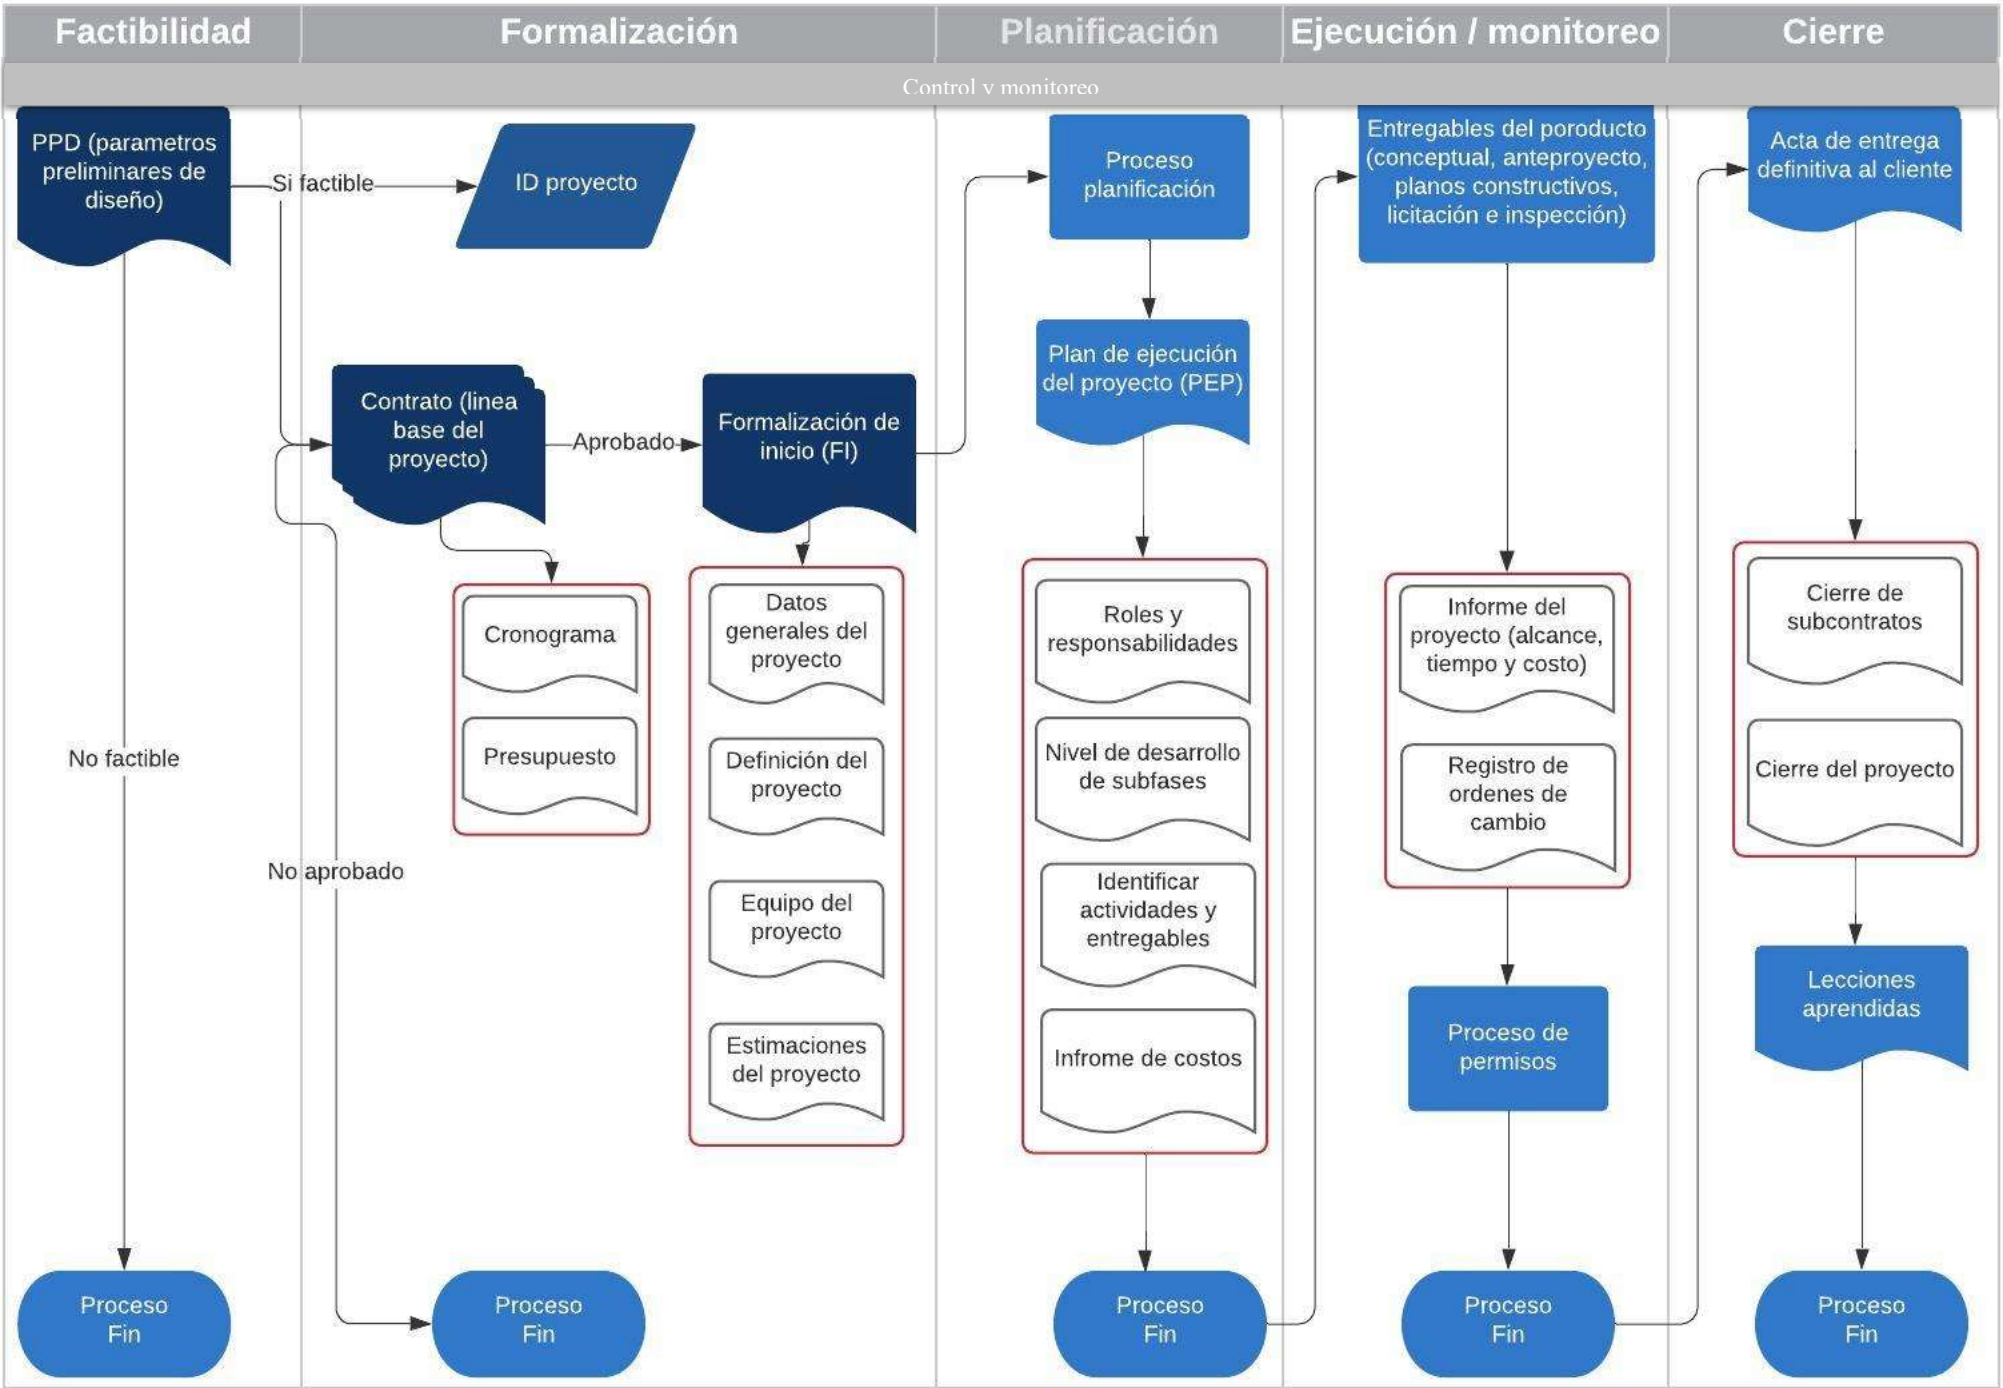 Factibilidad
Formalización
Planificación
Ejecución / monitoreo
Cierre
Control y monitoreo
PPD (parametros
preliminares de
diseño)
Si factible
No factible
Proceso
Fin
ID proyecto
Contrato (linea
base del
proyecto)
Aprobado
Formalización de
inicio (FI)
Cronograma
Presupuesto
No aprobado
Datos
generales del
proyecto
Definición del
proyecto
Equipo del
proyecto
Estimaciones
del proyecto
Proceso
Fin
Proceso
planificación
Plan de ejecución
del proyecto (PEP)
Roles y
responsabilidades
Nivel de desarrollo
de subfases
Identificar
actividades y
entregables
Infrome de costos
Proceso
Fin
Entregables del poroducto
(conceptual, anteproyecto,
planos constructivos,
licitación e inspección)
Informe del
proyecto (alcance,
tiempo y costo)
Registro de
ordenes de
cambio
Proceso de
permisos
Proceso
Fin
Acta de entrega
definitiva al cliente
Cierre de
subcontratos
Cierre del proyecto
Lecciones
aprendidas
Proceso
Fin